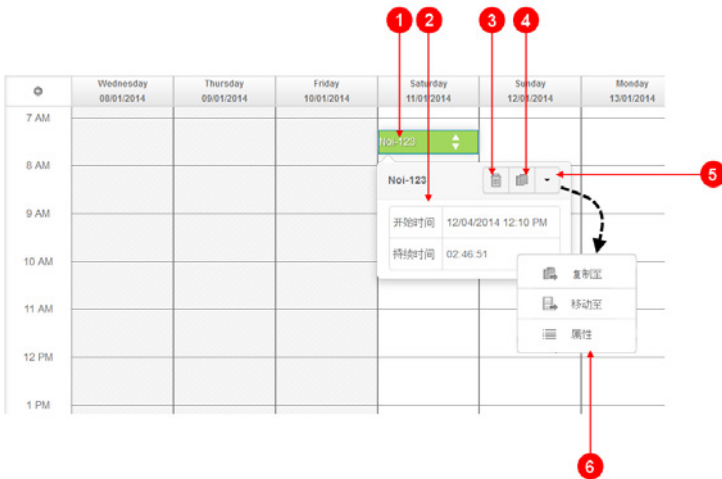 1 2 3 4
Wednesday Thursday Friday Saturday Sunday Monday
08/01/2014 09/01/2014 10/01/2014 11/01/2014 12/01/2014 13/01/2014
7 AM
Noi-123
8 AM
Noi-123
5
9 AM
开始时间 12/04/2014 12:10 PM
持续时间 02:46:51
10 AM
复制至
移动至
11 AM
属性
12 PM
1 PM
6